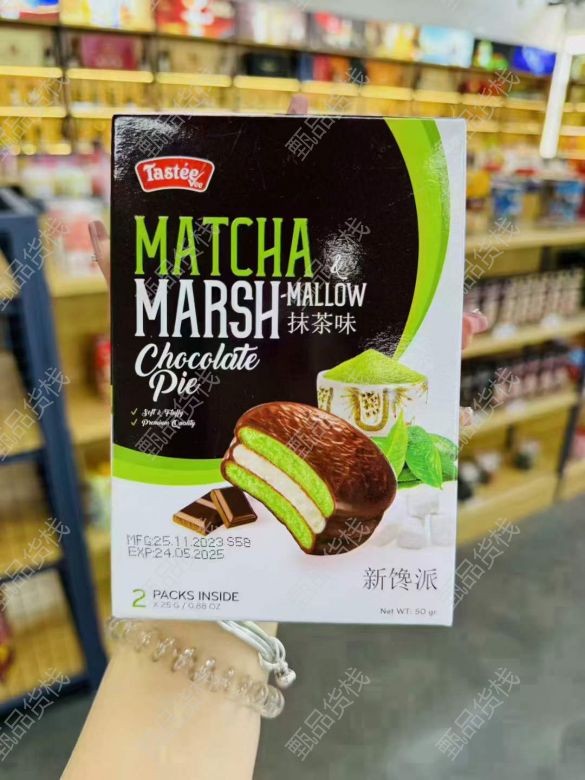 Tastée
Vee
MATCHA &
MARSH-MALLOW
抹茶味
Chocolate
Pie
✓ Soft & Fluffy
✓ Premium Quality
MFG:25.11.2023 S58
EXP:24.05.2025
新馋派
2 PACKS INSIDE
X 25 G / 0.88 OZ
Net WT: 50 gr
甄品货栈